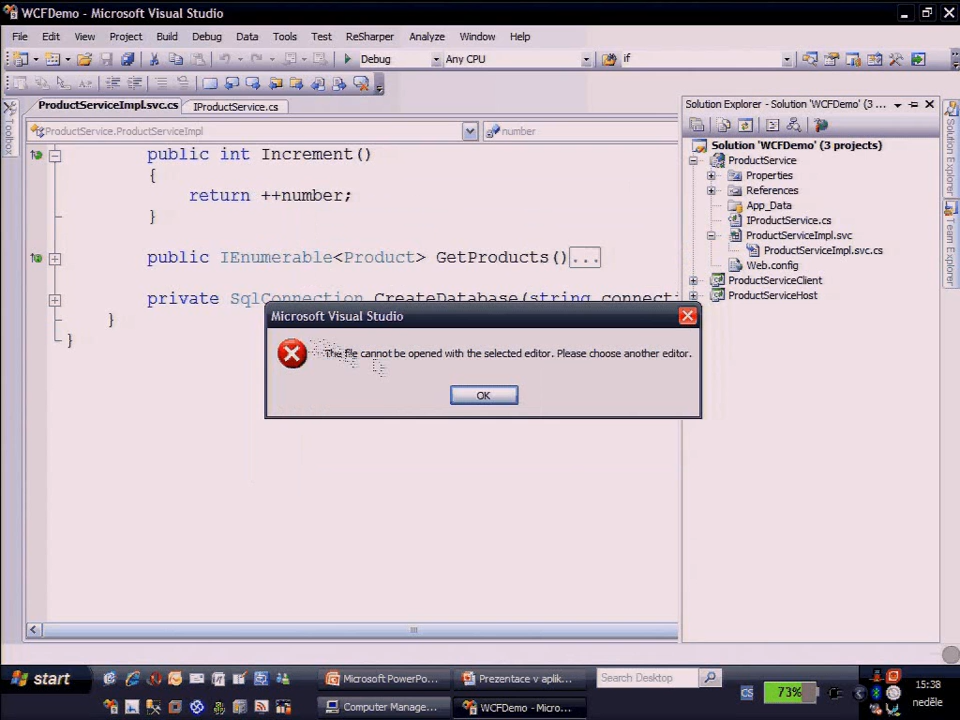 WCFDemo - Microsoft Visual Studio
File Edit View Project Build Debug Data Tools Test ReSharper Analyze Window Help
Debug Any CPU if
ProductServiceImpl.svc.cs IProductService.cs
ProductService.ProductServiceImpl number
public int Increment()
{
return ++number;
}
public IEnumerable<Product> GetProducts()...
private SqlConnection CreateDatabase(string connecti
}
}
Toolbox
Microsoft Visual Studio
The file cannot be opened with the selected editor. Please choose another editor.
OK
Solution Explorer - Solution 'WCFDemo' (3 ...
Solution 'WCFDemo' (3 projects)
ProductService
Properties
References
App_Data
IProductService.cs
ProductServiceImpl.svc
ProductServiceImpl.svc.cs
Web.config
ProductServiceClient
ProductServiceHost
Solution Explorer
Team Explorer
start
Microsoft PowerPo...
Prezentace v aplik...
Search Desktop
Computer Manage...
WCFDemo - Micro...
CS
73%
15:38
neděle